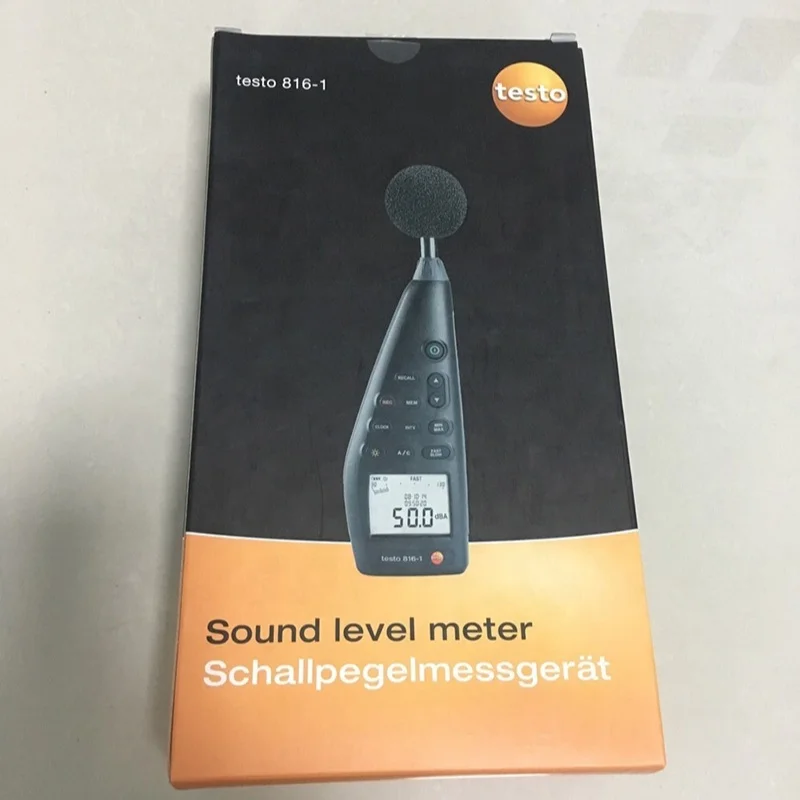 testo 816-1
testo
RECALL
REC MEM
CLOCK INTV MIN MAX
A/C FAST SLOW
FAST
50.0 dBA
testo 816-1
Sound level meter
Schallpegelmessgerät